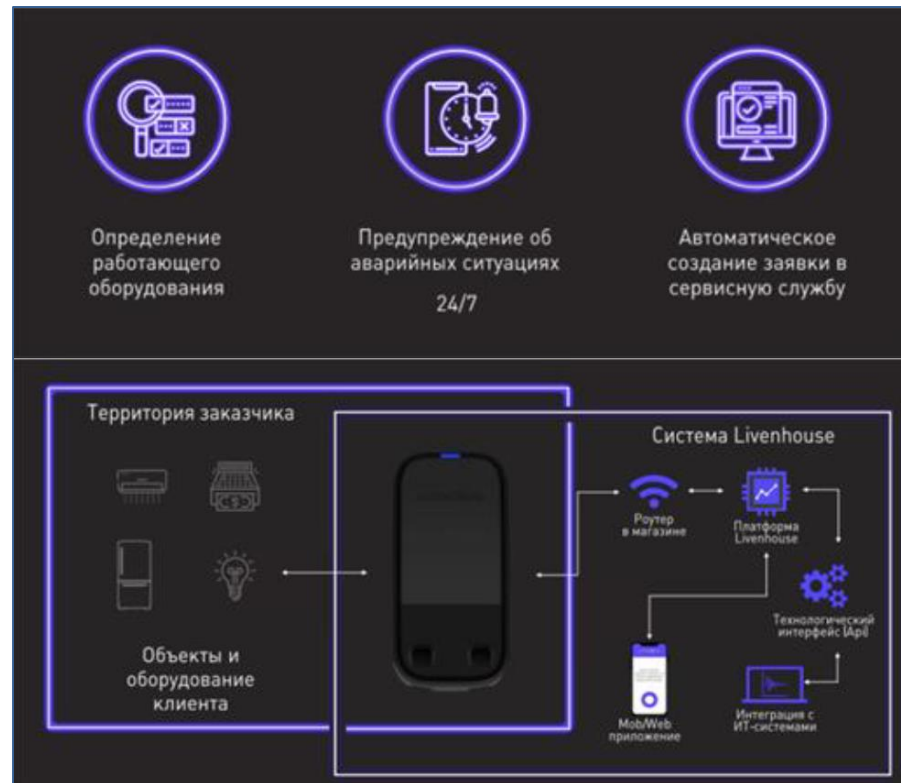 Определение
работающего
оборудования
Предупреждение об
аварийных ситуациях
24/7
Автоматическое
создание заявки в
сервисную службу
Территория заказчика
Объекты и
оборудование
клиента
Система Livenhouse
Роутер
в магазине
Платформа
Livenhouse
Технологический
интерфейс (Api)
Mob/Web
приложение
Интеграция с
ИТ-системами